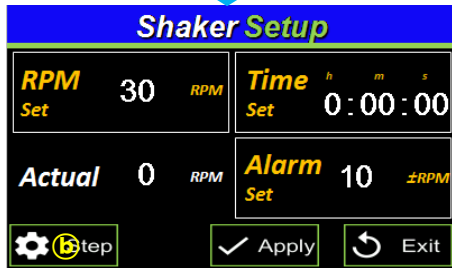 Shaker Setup
RPM Set 30 RPM
Time Set h m s 0:00:00
Actual 0 RPM
Alarm Set 10 ±RPM
b Step
Apply
Exit